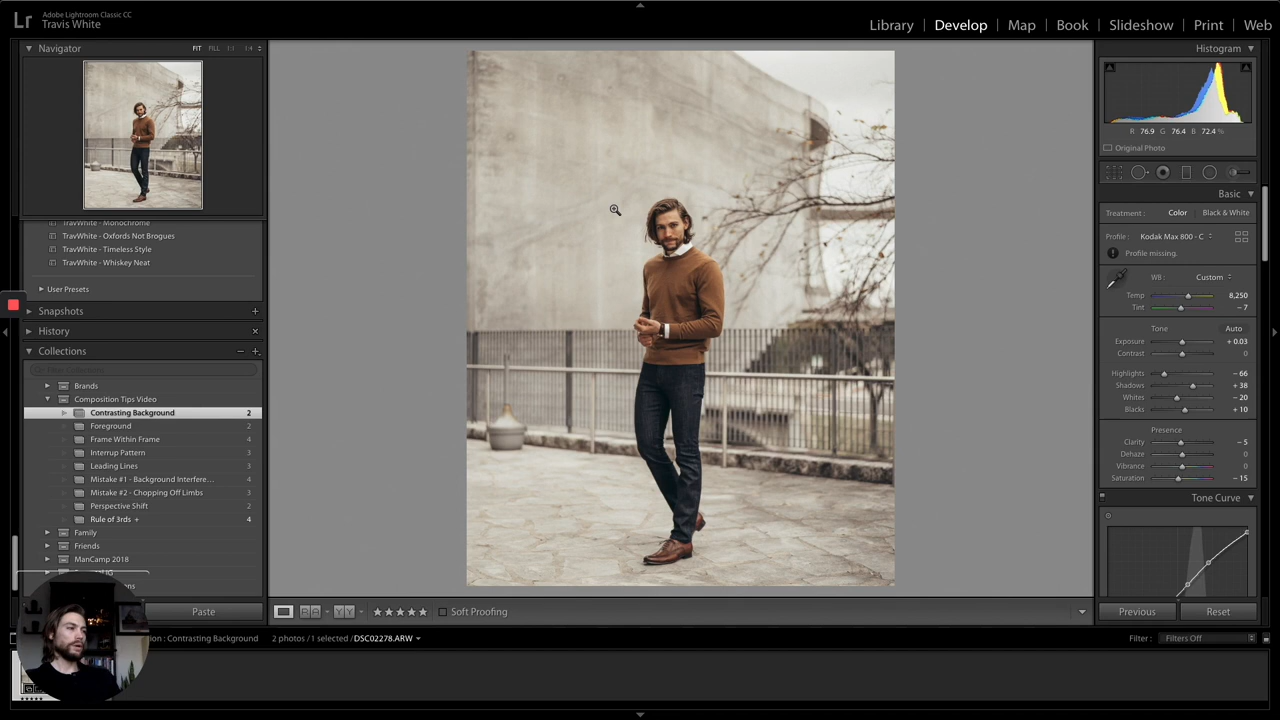 Lr
Adobe Lightroom Classic CC
Travis White
Library | Develop | Map | Book | Slideshow | Print | Web
Navigator FIT FILL 1:1
Histogram
R 76.9 G 76.4 B 72.4 %
Original Photo
Basic
Treatment : Color Black & White
Profile : Kodak Max 800 - C
Profile missing.
WB : Custom
Temp 8,250
Tint − 7
Tone Auto
Exposure + 0.03
Contrast 0
Highlights − 66
Shadows + 38
Whites − 20
Blacks + 10
Presence
Clarity − 5
Dehaze 0
Vibrance 0
Saturation − 15
Tone Curve
Previous Reset
TravWhite - Monochrome
TravWhite - Oxfords Not Brogues
TravWhite - Timeless Style
TravWhite - Whiskey Neat
User Presets
Snapshots +
History ×
Collections − +
Brands
Composition Tips Video
Contrasting Background 2
Foreground 2
Frame Within Frame 4
Interrup Pattern 3
Leading Lines 3
Mistake #1 - Background Interfere... 4
Mistake #2 - Chopping Off Limbs 3
Perspective Shift 2
Rule of 3rds + 4
Family
Friends
ManCamp 2018
Paste
Soft Proofing
: Contrasting Background 2 photos / 1 selected / DSC02278.ARW
Filter : Filters Off